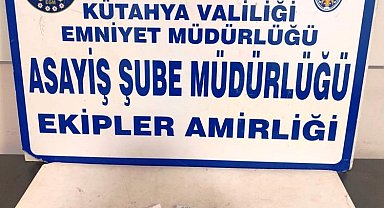 KÜTAHYA VALİLİĞİ
EMNİYET MÜDÜRLÜĞÜ
ASAYİŞ ŞUBE MÜDÜRLÜĞÜ
EKİPLER AMİRLİĞİ